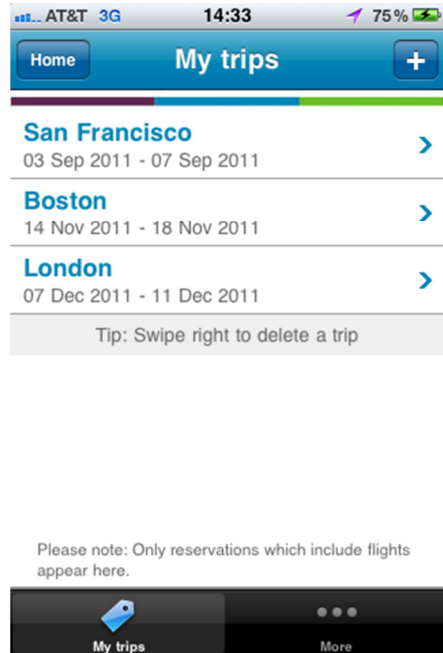 AT&T 3G 14:33 75%
Home My trips +
San Francisco
03 Sep 2011 - 07 Sep 2011
Boston
14 Nov 2011 - 18 Nov 2011
London
07 Dec 2011 - 11 Dec 2011
Tip: Swipe right to delete a trip
Please note: Only reservations which include flights
appear here.
My trips More